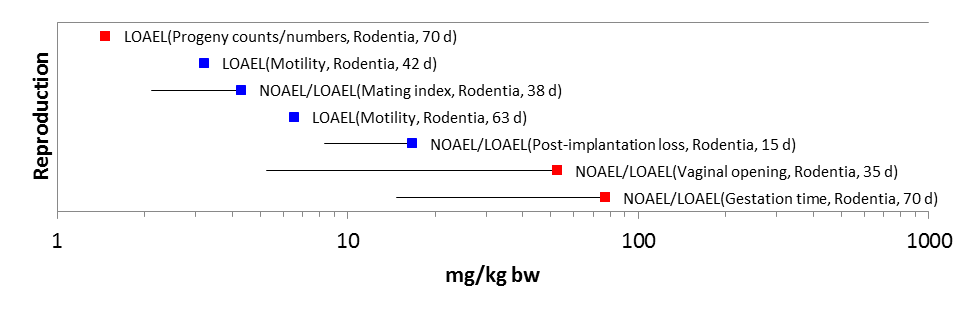 Reproduction
LOAEL(Progeny counts/numbers, Rodentia, 70 d)
LOAEL(Motility, Rodentia, 42 d)
NOAEL/LOAEL(Mating index, Rodentia, 38 d)
LOAEL(Motility, Rodentia, 63 d)
NOAEL/LOAEL(Post-implantation loss, Rodentia, 15 d)
NOAEL/LOAEL(Vaginal opening, Rodentia, 35 d)
NOAEL/LOAEL(Gestation time, Rodentia, 70 d)
1 10 100 1000
mg/kg bw